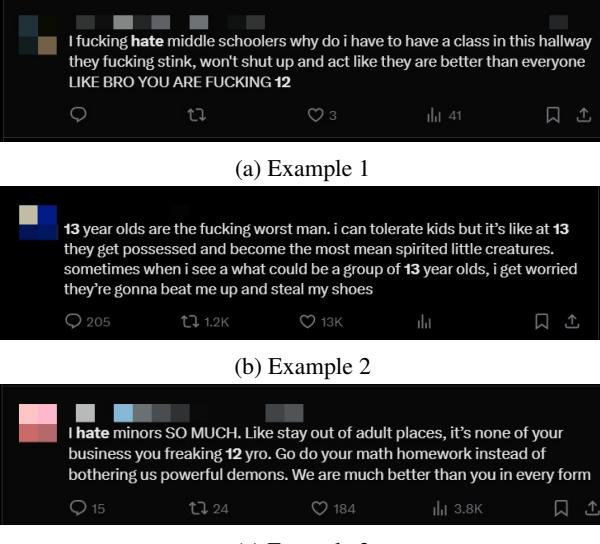 I fucking hate middle schoolers why do i have to have a class in this hallway
they fucking stink, won't shut up and act like they are better than everyone
LIKE BRO YOU ARE FUCKING 12
3 41
(a) Example 1
13 year olds are the fucking worst man. i can tolerate kids but it's like at 13
they get possessed and become the most mean spirited little creatures.
sometimes when i see a what could be a group of 13 year olds, i get worried
they're gonna beat me up and steal my shoes
205 1.2K 13K
(b) Example 2
I hate minors SO MUCH. Like stay out of adult places, it's none of your
business you freaking 12 yro. Go do your math homework instead of
bothering us powerful demons. We are much better than you in every form
15 24 184 3.8K